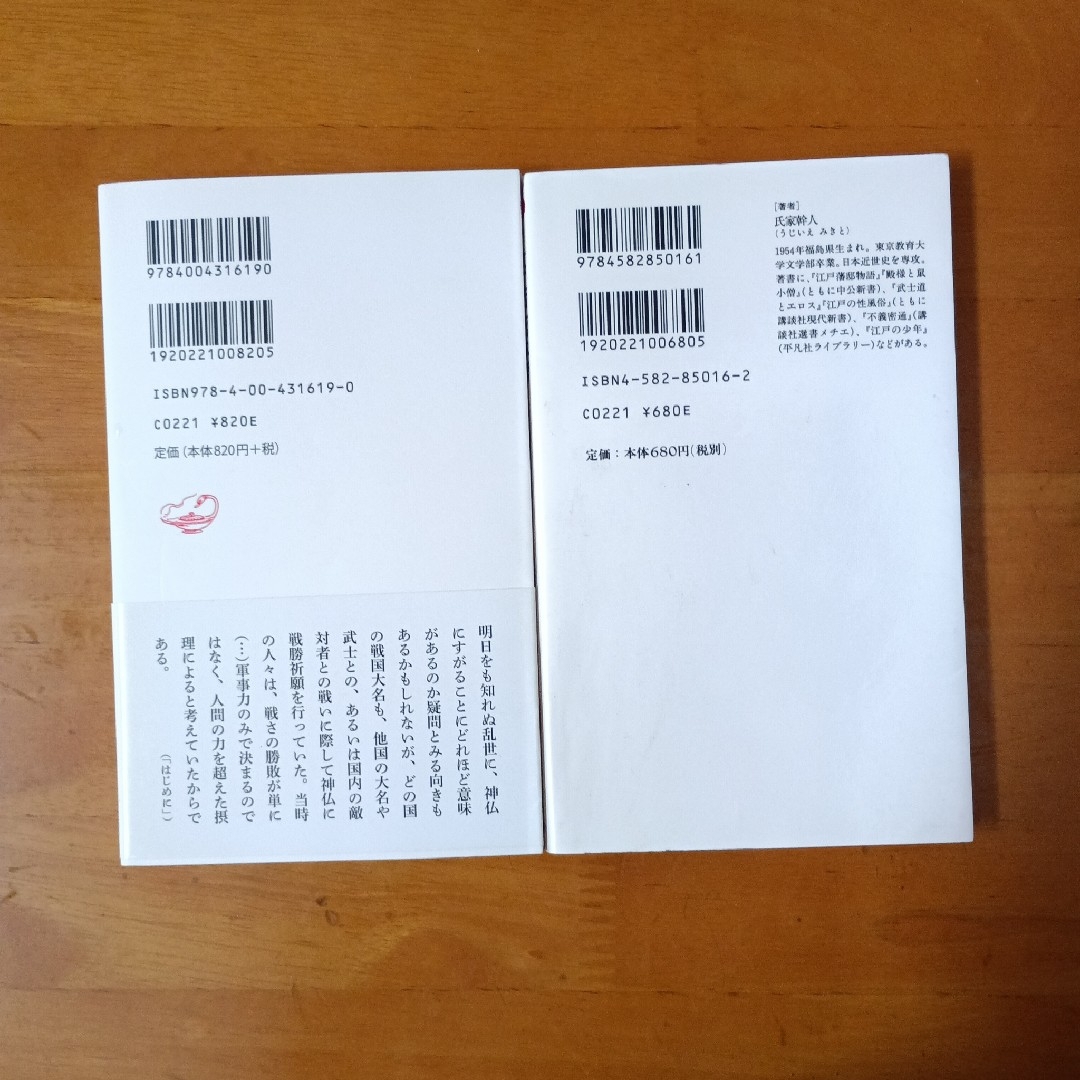 9784004316190
1920221008205
ISBN978-4-00-431619-0
C0221 ¥820E
定価(本体820円+税)
明日をも知れぬ乱世に、神仏
にすがることにどれほど意味
があるのか疑問とみる向きも
あるかもしれないが、どの国
の戦国大名も、他国の大名や
武士との、あるいは国内の敵
対者との戦いに際して神仏に
戦勝祈願を行っていた。当時
の人々は、戦さの勝敗が単に
(…)軍事力のみで決まるので
はなく、人間の力を超えた摂
理によると考えていたからで
ある。
(「はじめに」)
9784582850161
1920221006805
ISBN4-582-85016-2
C0221 ¥680E
定価：本体680円(税別)
[著者]
氏家幹人
(うじいえ みきと)
1954年福島県生まれ。東京教育大
学文学部卒業。日本近世史を専攻。
著書に、『江戸藩邸物語』『殿様と鼠
小僧』(ともに中公新書)、『武士道
とエロス』『江戸の性風俗』(ともに
講談社現代新書)、『不義密通』(講
談社選書メチエ)、『江戸の少年』
(平凡社ライブラリー)などがある。